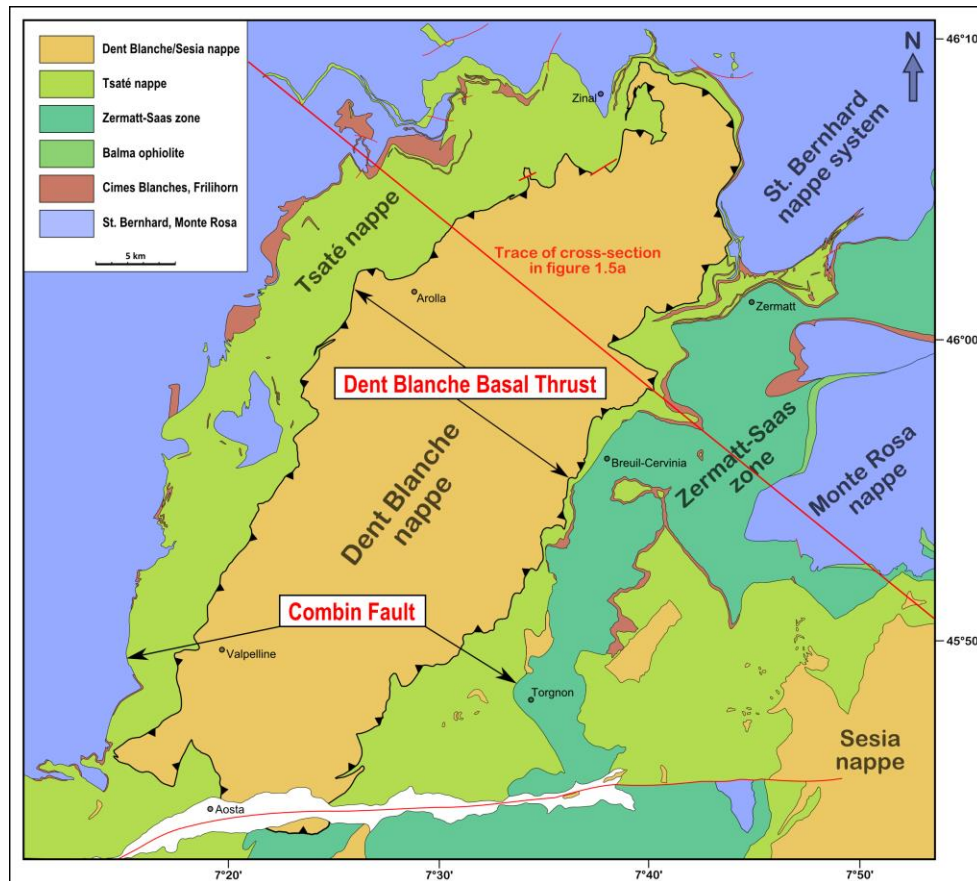 Dent Blanche/Sesia nappe
Tsaté nappe
Zermatt-Saas zone
Balma ophiolite
Cimes Blanches, Frilihorn
St. Bernhard, Monte Rosa
5 km
N
46°10'
46°00'
45°50'
7°20'
7°30'
7°40'
7°50'
Zinal
St. Bernhard
nappe system
Tsaté nappe
Trace of cross-section
in figure 1.5a
Arolla
Zermatt
Dent Blanche Basal Thrust
Dent Blanche
nappe
Breuil-Cervinia
Zermatt-Saas
zone
Monte Rosa
nappe
Combin Fault
Valpelline
Torgnon
Sesia
nappe
Aosta